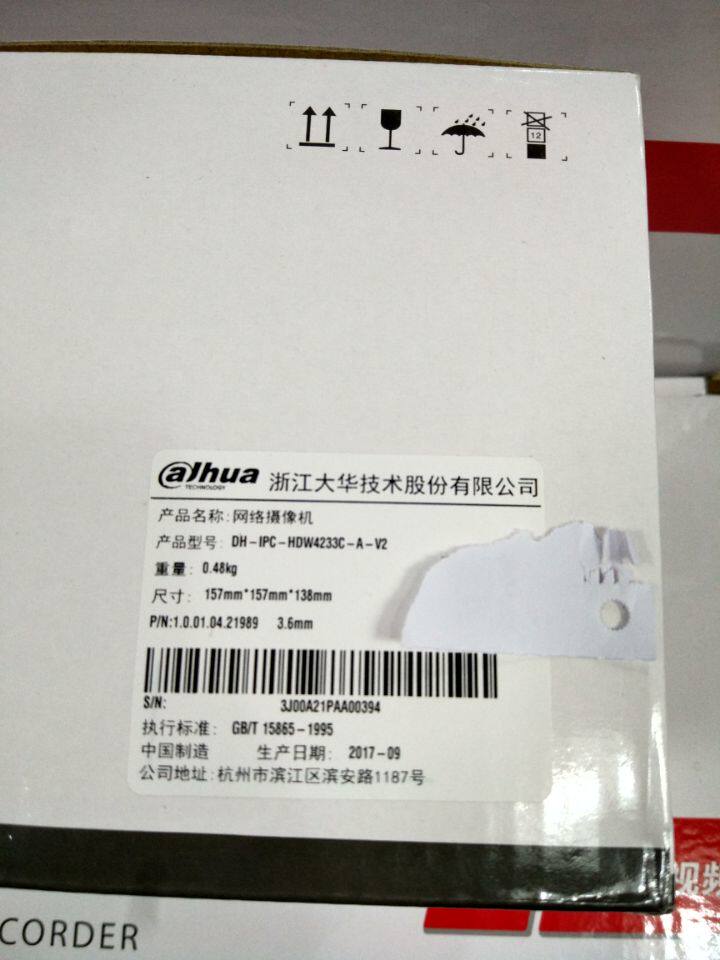 12
alhua
TECHNOLOGY
浙江大华技术股份有限公司
产品名称:网络摄像机
产品型号: DH-IPC-HDW4233C-A-V2
重量: 0.48kg
尺寸: 157mm*157mm*138mm
P/N:1.0.01.04.21989 3.6mm
S/N: 3J00A21PAA00394
执行标准: GB/T 15865-1995
中国制造 生产日期: 2017-09
公司地址:杭州市滨江区滨安路1187号
视频
CORDER